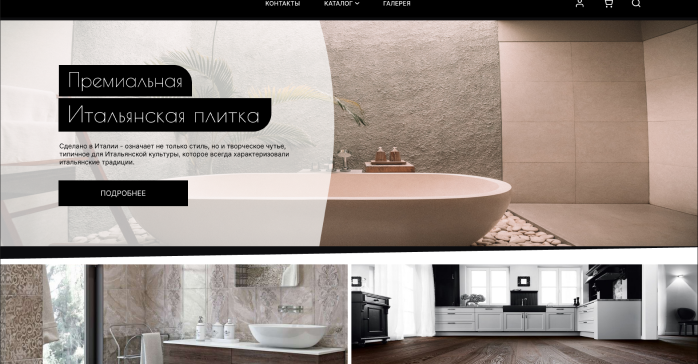 КОНТАКТЫ
КАТАЛОГ
ГАЛЕРЕЯ
Премиальная
Итальянская плитка
Сделано в Италии - означает не только стиль, но и творческое чутье,
типичное для Итальянской культуры, которое всегда характеризовали
итальянские традиции.
ПОДРОБНЕЕ